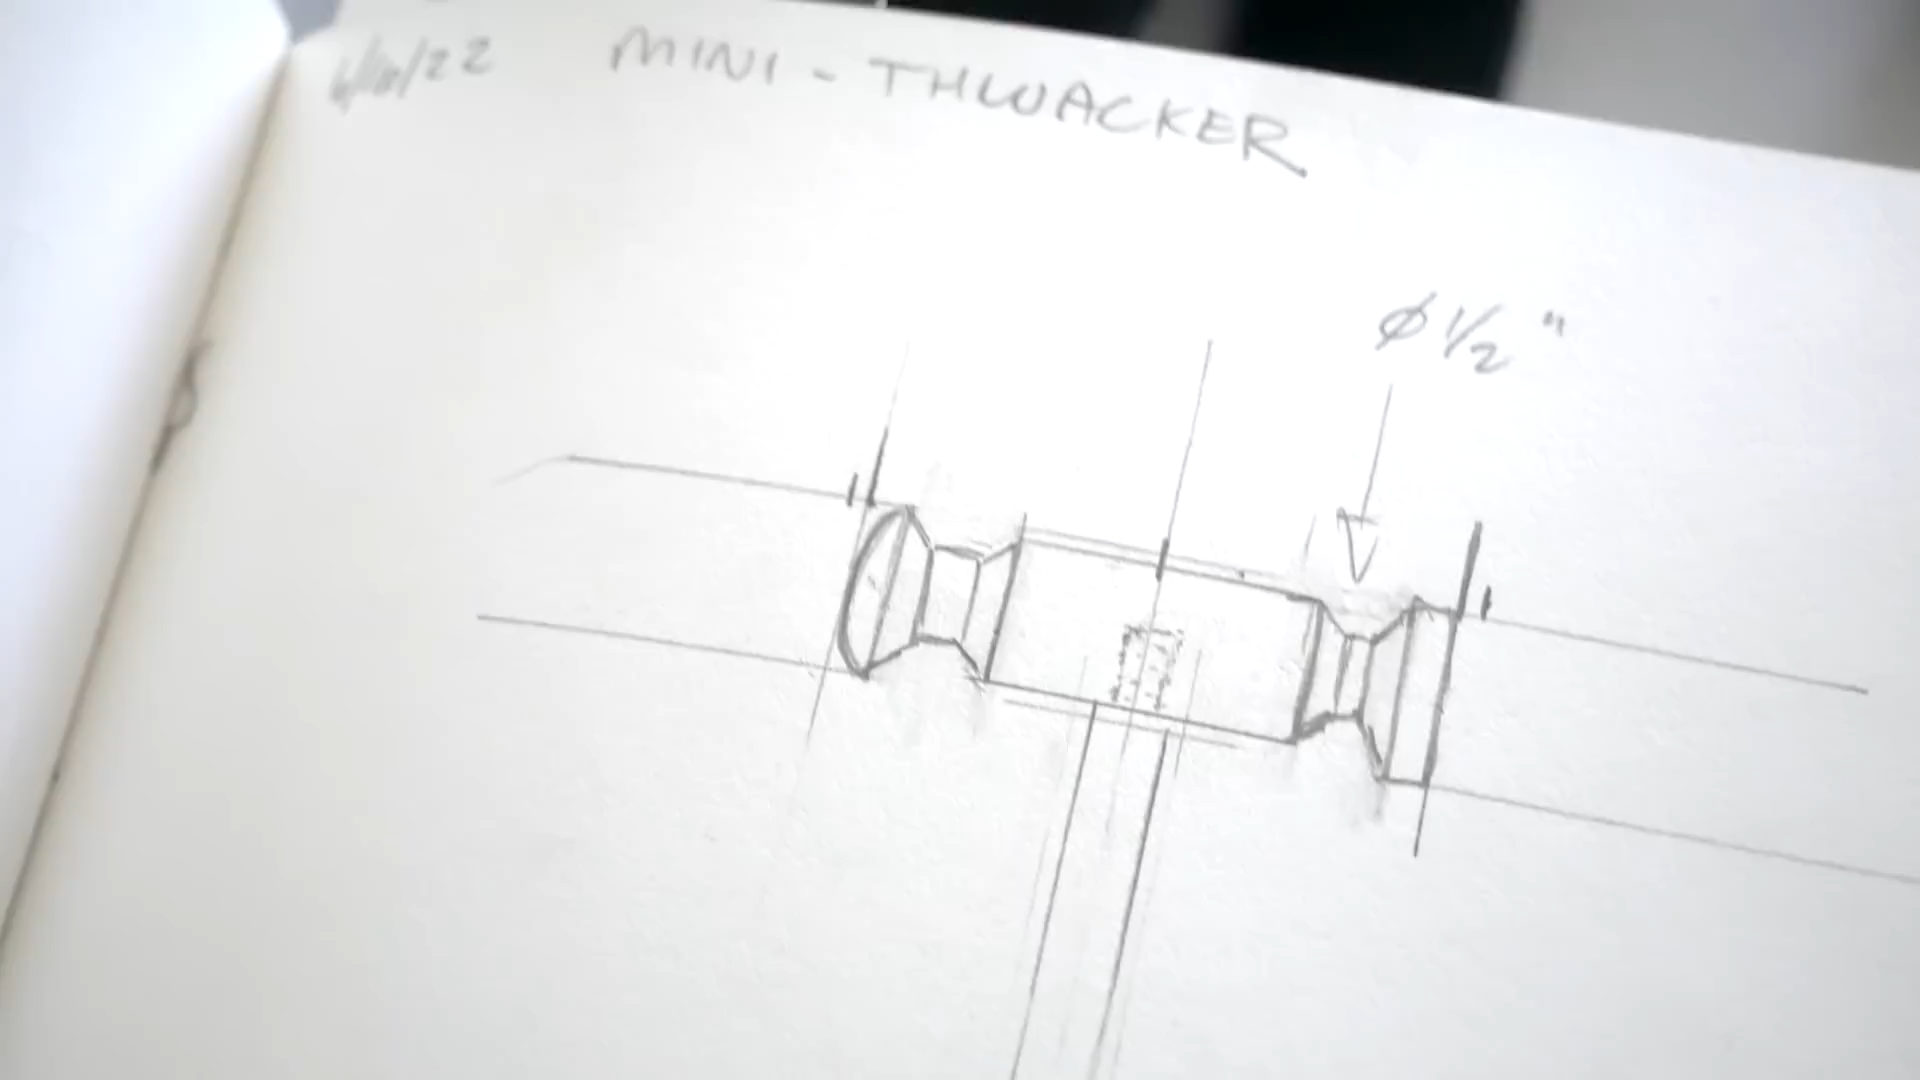 MINI - THWACKER
ø 1/2"